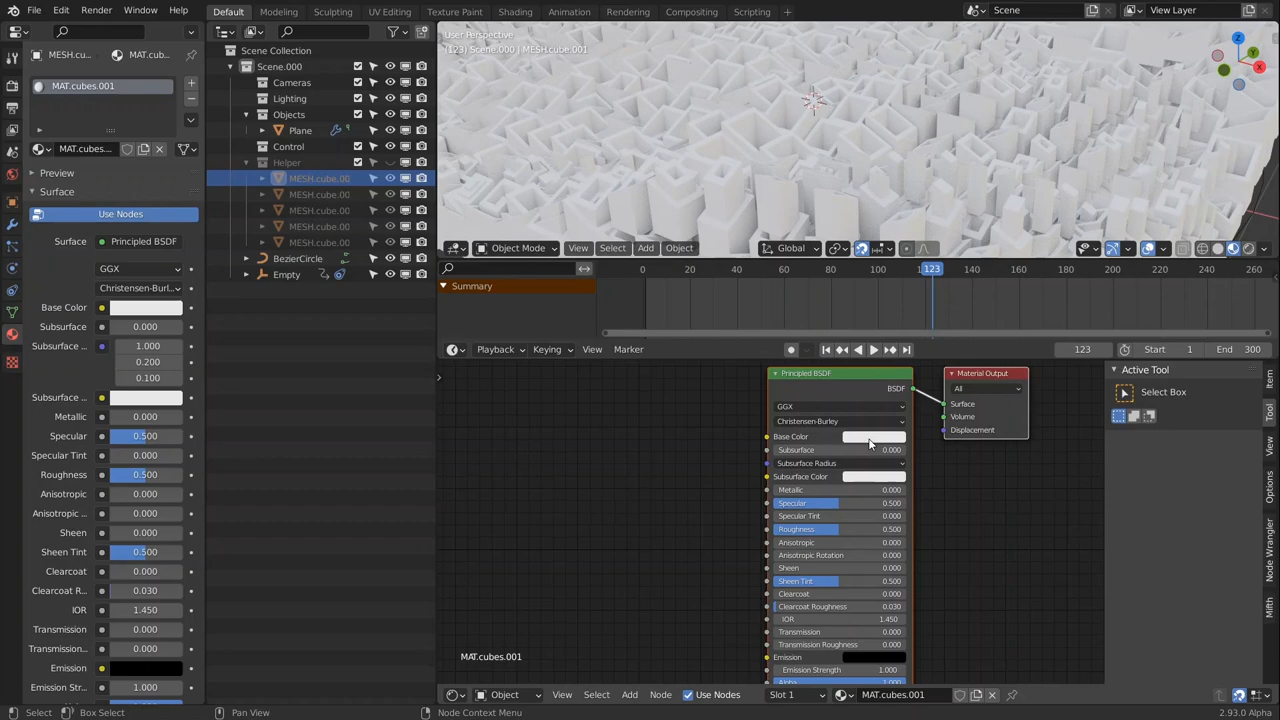 File Edit Render Window Help Default Modeling Sculpting UV Editing Texture Paint Shading Animation Rendering Compositing Scripting + Scene View Layer
MESH.cu... MAT.cub...
MAT.cubes.001
MAT.cubes...
Preview
Surface
Use Nodes
Surface Principled BSDF
GGX
Christensen-Burl...
Base Color
Subsurface 0.000
Subsurface ... 1.000
0.200
0.100
Subsurface ...
Metallic 0.000
Specular 0.500
Specular Tint 0.000
Roughness 0.500
Anisotropic 0.000
Anisotropic... 0.000
Sheen 0.000
Sheen Tint 0.500
Clearcoat 0.000
Clearcoat R... 0.030
IOR 1.450
Transmission 0.000
Transmission... 0.000
Emission
Emission Str... 1.000
Scene Collection
Scene.000
Cameras
Lighting
Objects
Plane
Control
Helper
MESH.cube.00
MESH.cube.00
MESH.cube.00
MESH.cube.00
MESH.cube.00
BezierCircle
Empty
User Perspective
(123) Scene.000 | MESH.cube.001
Z
Y
X
Object Mode View Select Add Object Global
0 20 40 60 80 100 123 140 160 180 200 220 240 260
Summary
Playback Keying View Marker 123 Start 1 End 300
Principled BSDF
BSDF
GGX
Christensen-Burley
Base Color
Subsurface 0.000
Subsurface Radius
Subsurface Color
Metallic 0.000
Specular 0.500
Specular Tint 0.000
Roughness 0.500
Anisotropic 0.000
Anisotropic Rotation 0.000
Sheen 0.000
Sheen Tint 0.500
Clearcoat 0.000
Clearcoat Roughness 0.030
IOR 1.450
Transmission 0.000
Transmission Roughness 0.000
Emission
Emission Strength 1.000
Alpha 1.000
Material Output
All
Surface
Volume
Displacement
Active Tool
Select Box
Item
Tool
View
Options
Node Wrangler
Mifth
MAT.cubes.001
Object View Select Add Node Use Nodes Slot 1 MAT.cubes.001
Select Box Select Pan View Node Context Menu 2.93.0 Alpha